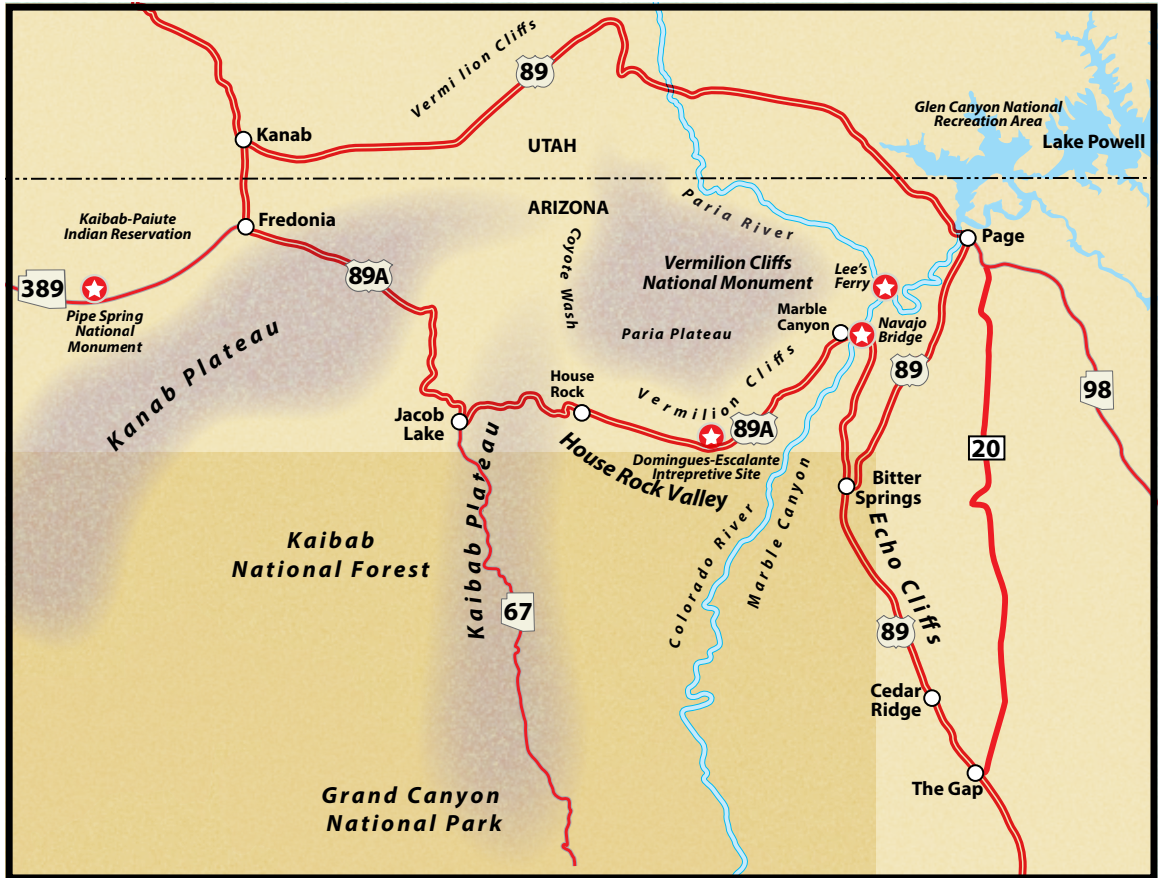 Vermilion Cliffs
89
Glen Canyon National
Recreation Area
Lake Powell
Kanab
UTAH
ARIZONA
Kaibab-Paiute
Indian Reservation
Fredonia
Paria River
Page
Coyote Wash
Vermilion Cliffs
National Monument
Lee's
Ferry
389
89A
Pipe Spring
National
Monument
Marble
Canyon
Navajo
Bridge
Paria Plateau
Kanab Plateau
89
98
House
Rock
Vermilion Cliffs
Jacob
Lake
89A
20
Kaibab Plateau
House Rock Valley
Domingues-Escalante
Intrepretive Site
Bitter
Springs
Echo Cliffs
Kaibab
National Forest
Colorado River
Marble Canyon
67
89
Cedar
Ridge
The Gap
Grand Canyon
National Park